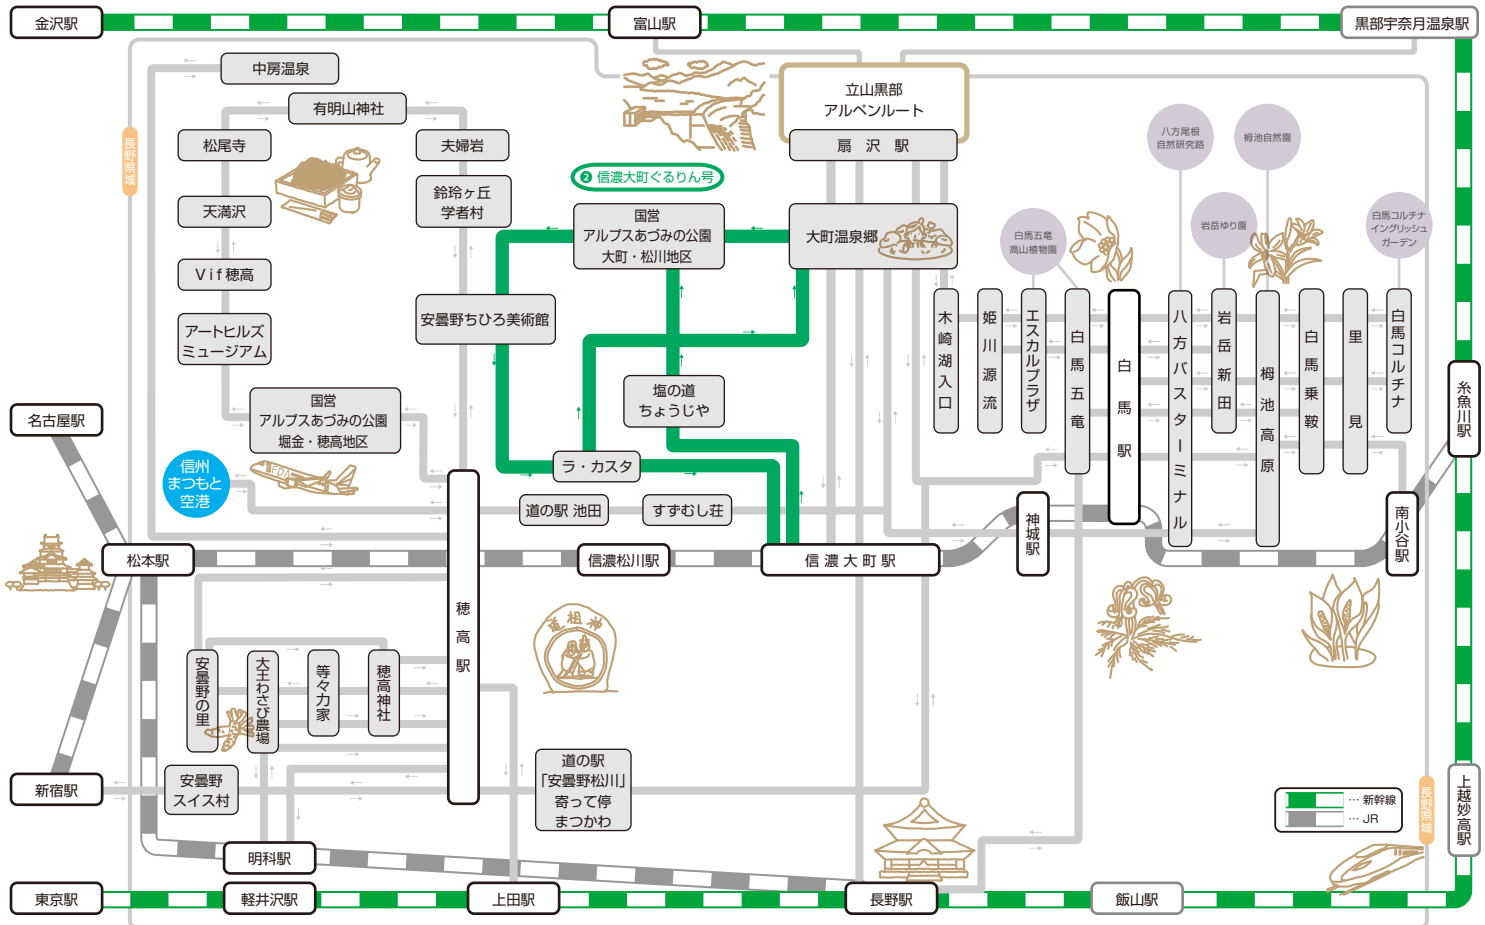 金沢駅
富山駅
黒部宇奈月温泉駅
中房温泉
立山黒部
アルペンルート
有明山神社
松尾寺
夫婦岩
扇沢駅
八方尾根
自然研究路
栂池自然園
長野県域
❷ 信濃大町ぐるりん号
鈴玲ヶ丘
学者村
天満沢
国営
アルプスあづみの公園
大町・松川地区
大町温泉郷
白馬五竜
高山植物園
岩岳ゆり園
白馬コルチナ
イングリッシュ
ガーデン
Vif穂高
安曇野ちひろ美術館
アートヒルズ
ミュージアム
木崎湖入口
姫川源流
エスカルプラザ
白馬五竜
白馬駅
八方バスターミナル
岩岳新田
栂池高原
白馬乗鞍
里見
白馬コルチナ
糸魚川駅
塩の道
ちょうじや
国営
アルプスあづみの公園
堀金・穂高地区
名古屋駅
信州
まつもと
空港
FDA
ラ・カスタ
道の駅 池田
すずむし荘
神城駅
南小谷駅
松本駅
信濃松川駅
信濃大町駅
穂高駅
道祖神
安曇野の里
大王わさび農場
等々力家
穂高神社
新宿駅
安曇野
スイス村
道の駅
「安曇野松川」
寄って停
まつかわ
… 新幹線
… JR
長野県域
上越妙高駅
明科駅
東京駅
軽井沢駅
上田駅
長野駅
飯山駅